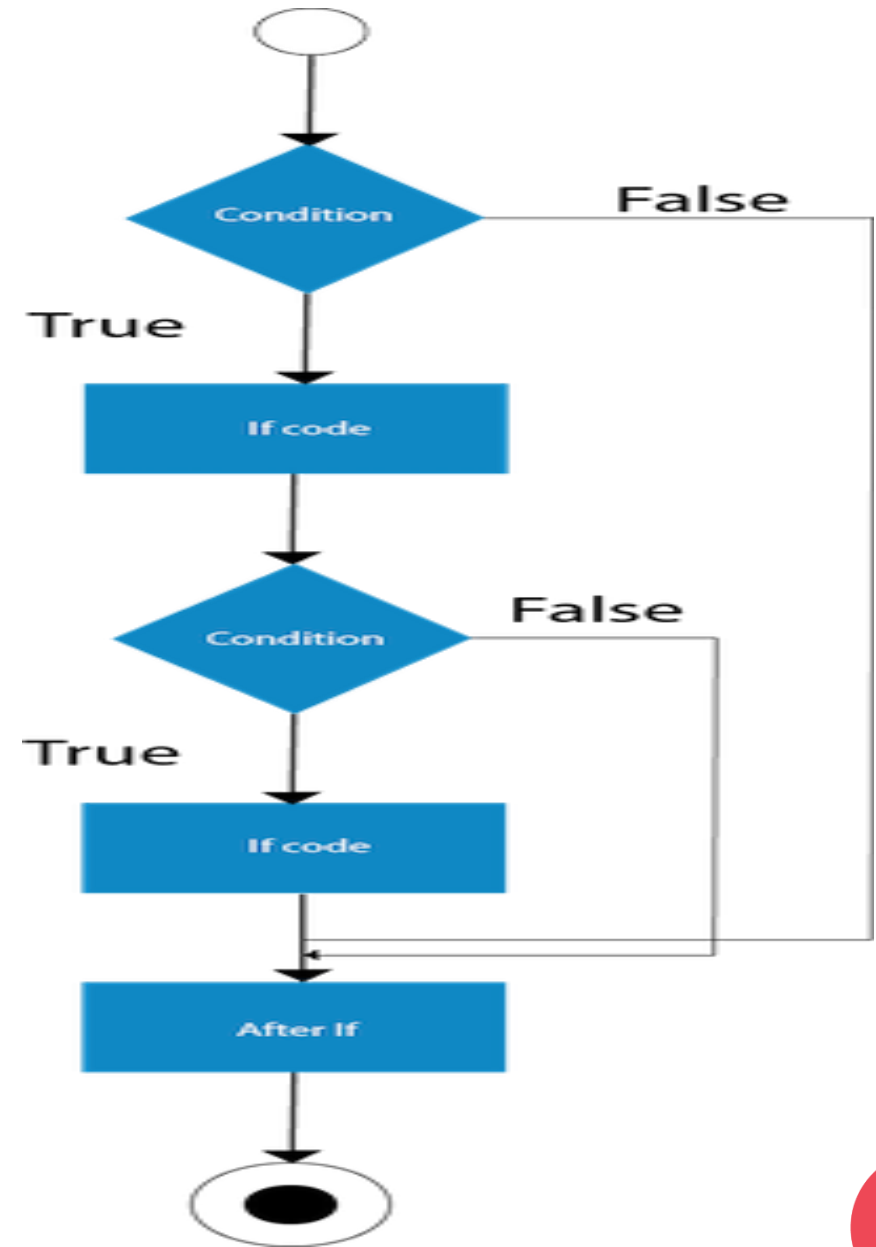 False
Condition
True
If code
False
Condition
True
If code
After If